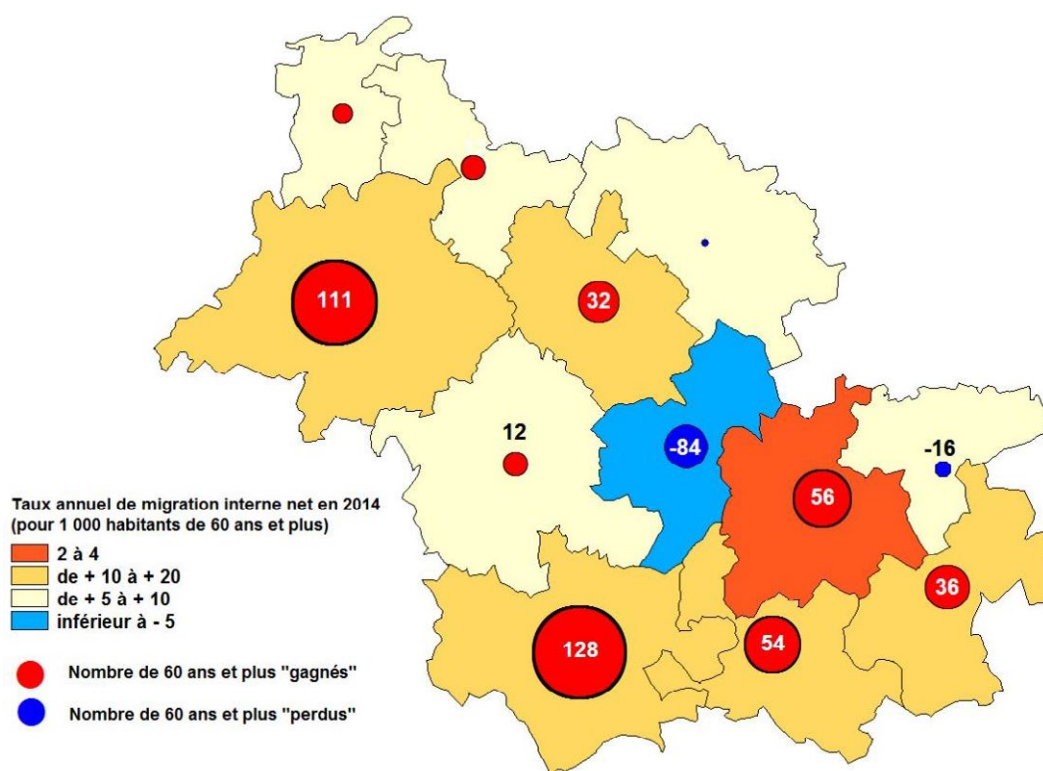 111
32
12
-84
-16
56
36
54
128
Taux annuel de migration interne net en 2014
(pour 1 000 habitants de 60 ans et plus)
2 à 4
de + 10 à + 20
de + 5 à + 10
inférieur à - 5
Nombre de 60 ans et plus "gagnés"
Nombre de 60 ans et plus "perdus"